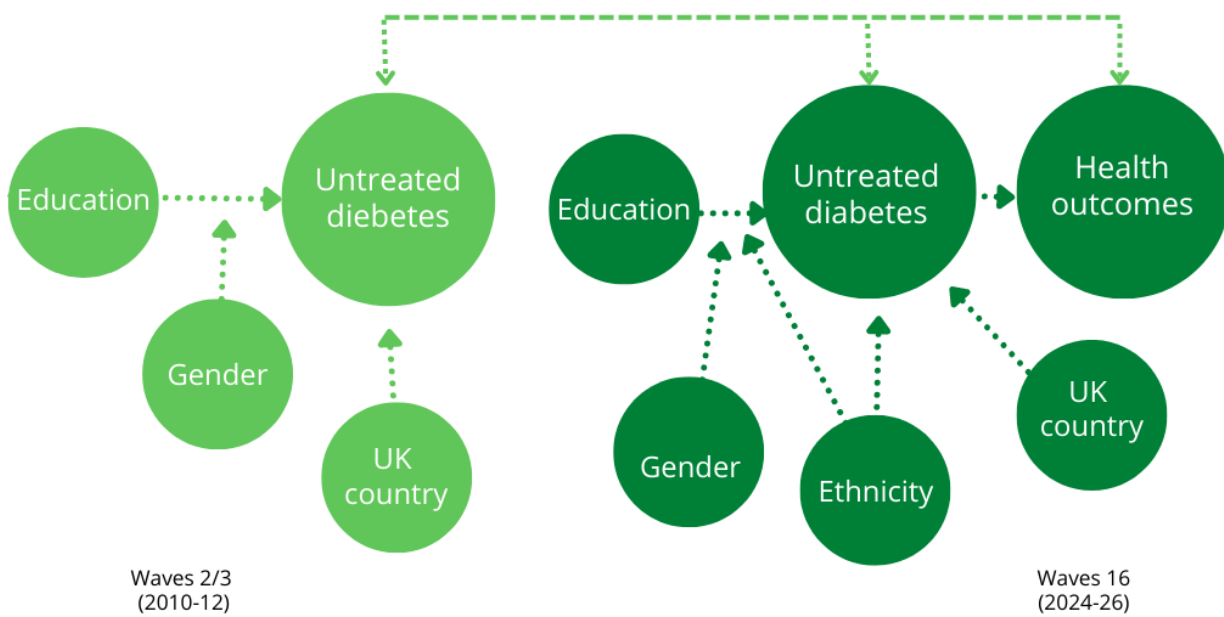 Education
Untreated
diebetes
Gender
UK
country
Waves 2/3
(2010-12)
Education
Untreated
diabetes
Health
outcomes
Gender
Ethnicity
UK
country
Waves 16
(2024-26)